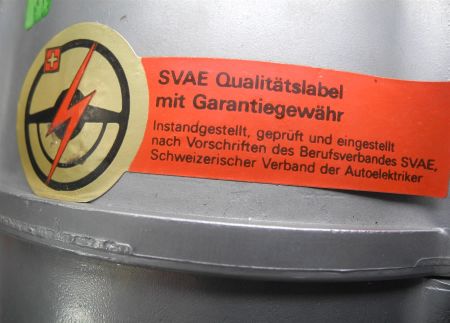 SVAE Qualitätslabel
mit Garantiegewähr
Instandgestellt, geprüft und eingestellt
nach Vorschriften des Berufsverbandes SVAE,
Schweizerischer Verband der Autoelektriker